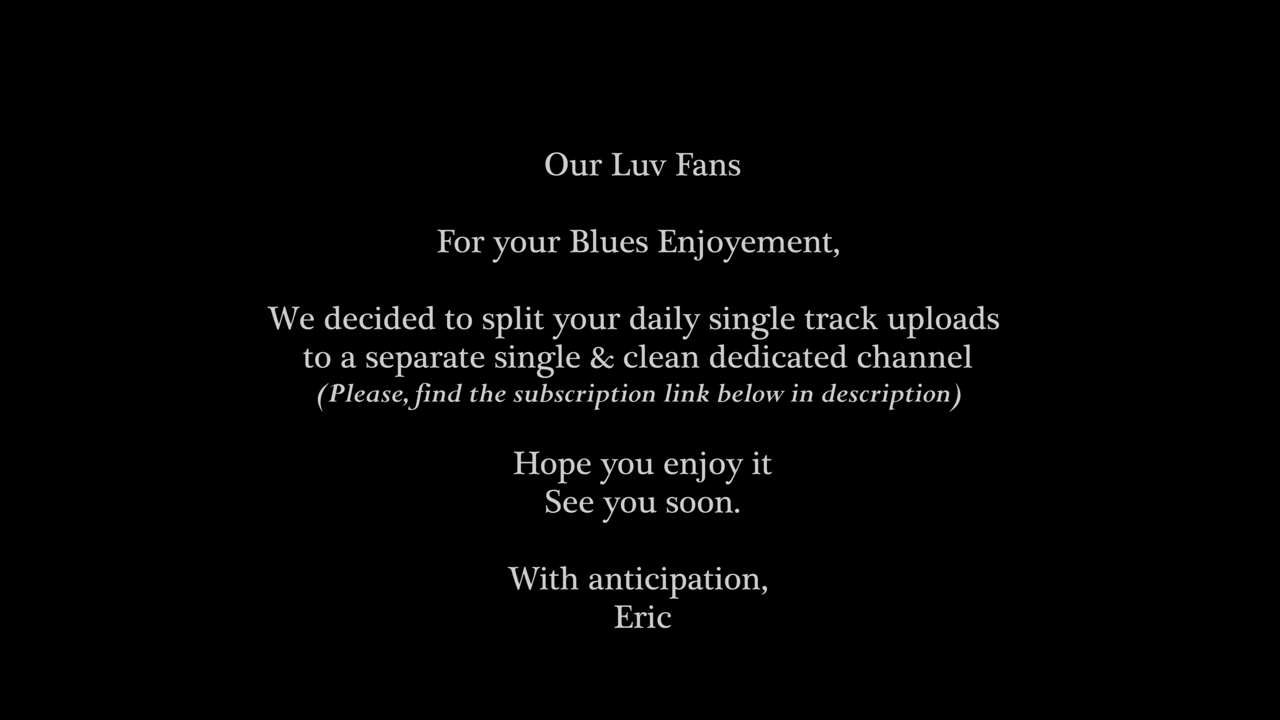 Our Luv Fans
For your Blues Enjoyement,
We decided to split your daily single track uploads
to a separate single & clean dedicated channel
(Please, find the subscription link below in description)
Hope you enjoy it
See you soon.
With anticipation,
Eric